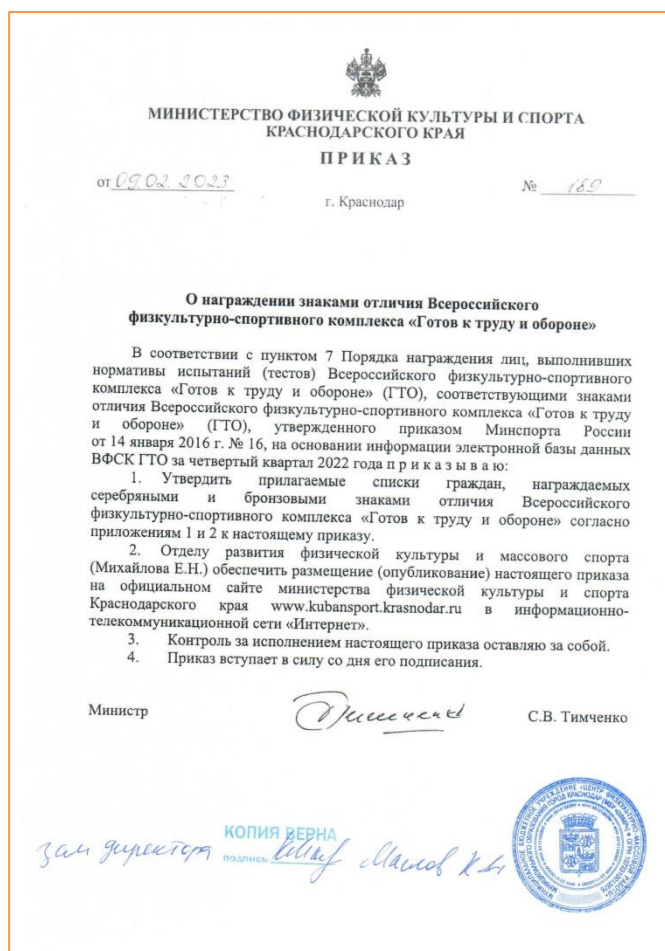 МИНИСТЕРСТВО ФИЗИЧЕСКОЙ КУЛЬТУРЫ И СПОРТА
КРАСНОДАРСКОГО КРАЯ
ПРИКАЗ
от 09.02.2023 № 189
г. Краснодар
О награждении знаками отличия Всероссийского
физкультурно-спортивного комплекса «Готов к труду и обороне»
В соответствии с пунктом 7 Порядка награждения лиц, выполнивших
нормативы испытаний (тестов) Всероссийского физкультурно-спортивного
комплекса «Готов к труду и обороне» (ГТО), соответствующими знаками
отличия Всероссийского физкультурно-спортивного комплекса «Готов к труду
и обороне» (ГТО), утвержденного приказом Минспорта России
от 14 января 2016 г. № 16, на основании информации электронной базы данных
ВФСК ГТО за четвертый квартал 2022 года п р и к а з ы в а ю:
1. Утвердить прилагаемые списки граждан, награждаемых
серебряными и бронзовыми знаками отличия Всероссийского
физкультурно-спортивного комплекса «Готов к труду и обороне» согласно
приложениям 1 и 2 к настоящему приказу.
2. Отделу развития физической культуры и массового спорта
(Михайлова Е.Н.) обеспечить размещение (опубликование) настоящего приказа
на официальном сайте министерства физической культуры и спорта
Краснодарского края www.kubansport.krasnodar.ru в информационно-
телекоммуникационной сети «Интернет».
3. Контроль за исполнением настоящего приказа оставляю за собой.
4. Приказ вступает в силу со дня его подписания.
Министр С.В. Тимченко
КОПИЯ ВЕРНА
зам директора подпись Маслов